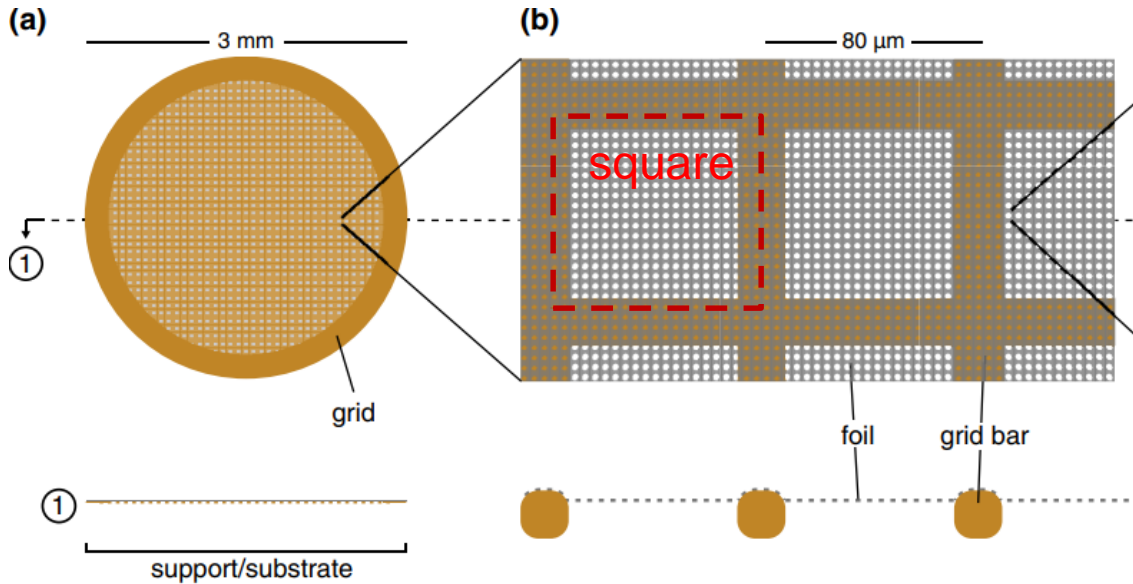 (a)
3 mm
(b)
80 μm
square
1
grid
foil
grid bar
1
support/substrate